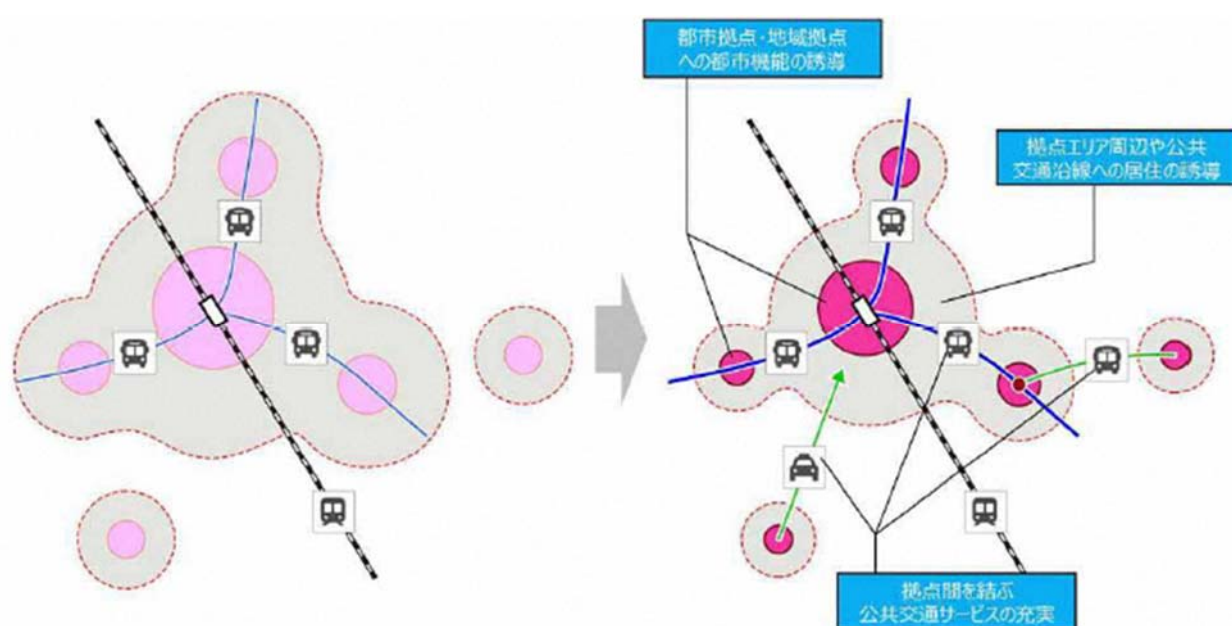 都市拠点・地域拠点
への都市機能の誘導
拠点エリア周辺や公共
交通沿線への居住の誘導
拠点間を結ぶ
公共交通サービスの充実